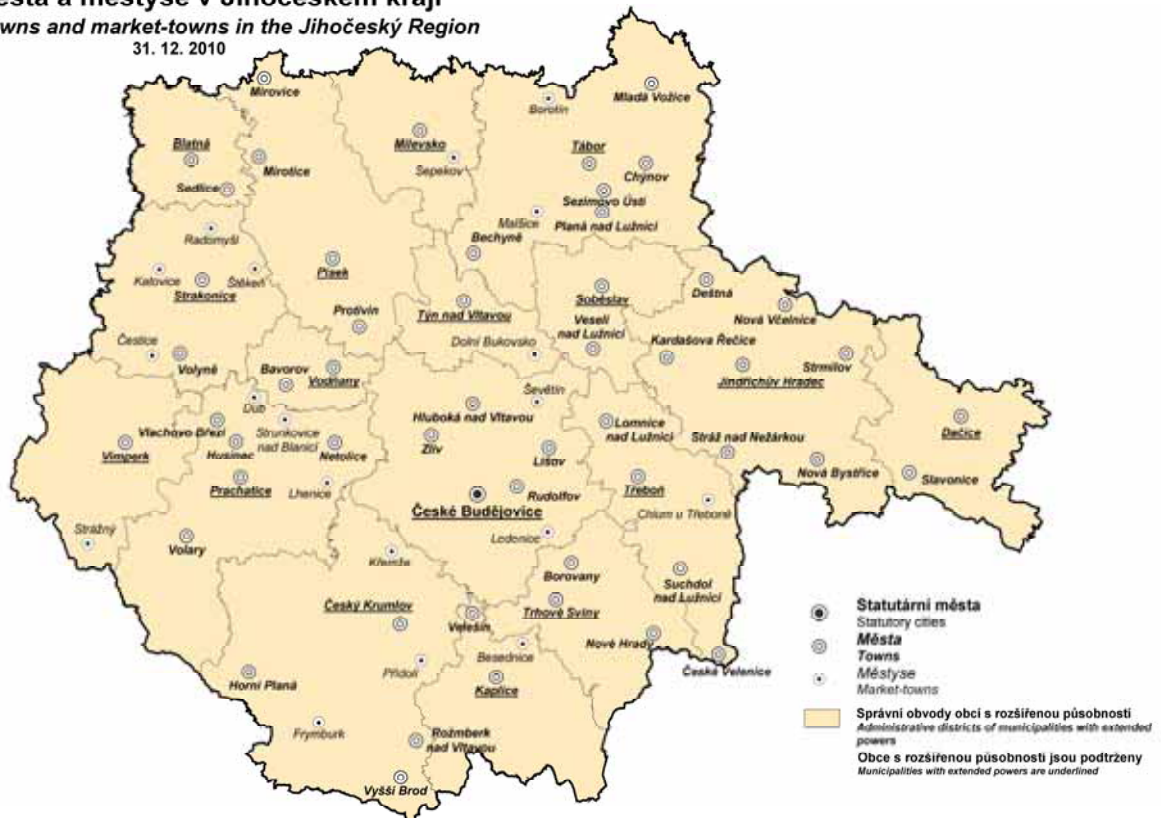 ěsta a městyse v Jihočeském kraji
owns and market-towns in the Jihočeský Region
31. 12. 2010
Mirovice
Mladá Vožice
Borotín
Blatná
Milevsko
Tábor
Mirotice
Sepekov
Chýnov
Sedlice
Sezimovo Ústí
Malšice
Planá nad Lužnicí
Radomyšl
Bechyně
Písek
Katovice
Štěkeň
Strakonice
Soběslav
Deštná
Týn nad Vltavou
Nová Včelnice
Protivín
Veselí
nad Lužnicí
Kardašova Řečice
Čestice
Dolní Bukovsko
Volyně
Bavorov
Vodňany
Strmilov
Jindřichův Hradec
Ševětín
Dub
Hluboká nad Vltavou
Vlachovo Březí
Strunkovice
nad Blanicí
Lomnice
nad Lužnicí
Stráž nad Nežárkou
Dačice
Vimperk
Husinec
Netolice
Zliv
Lišov
Nová Bystřice
Slavonice
Prachatice
Lhenice
Rudolfov
Třeboň
České Budějovice
Chlum u Třeboně
Strážný
Volary
Ledenice
Křemže
Borovany
Suchdol
nad Lužnicí
Český Krumlov
Trhové Sviny
Velešín
Nové Hrady
Besednice
České Velenice
Přídolí
Horní Planá
Kaplice
Frymburk
Rožmberk
nad Vltavou
Vyšší Brod
Statutární města
Statutory cities
Města
Towns
Městyse
Market-towns
Správní obvody obcí s rozšířenou působností
Administrative districts of municipalities with extended
powers
Obce s rozšířenou působností jsou podtrženy
Municipalities with extended powers are underlined